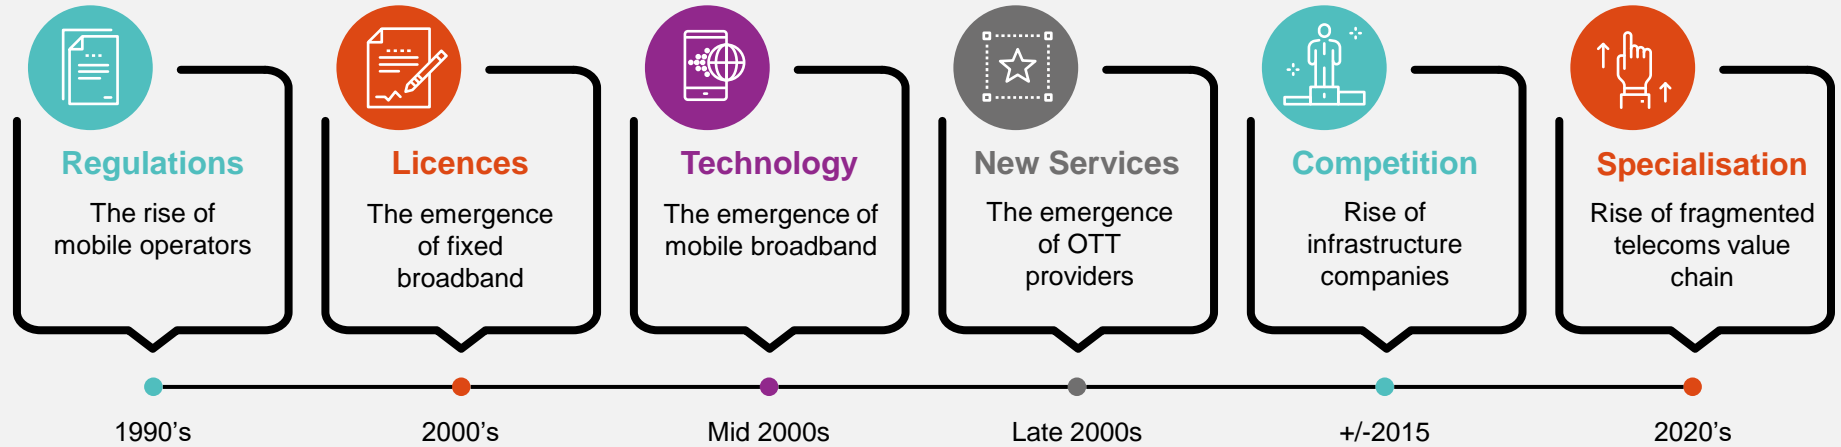 Regulations
The rise of
mobile operators
1990’s
Licences
The emergence
of fixed
broadband
2000’s
Technology
The emergence of
mobile broadband
Mid 2000s
New Services
The emergence
of OTT
providers
Late 2000s
Competition
Rise of
infrastructure
companies
+/-2015
Specialisation
Rise of fragmented
telecoms value
chain
2020’s